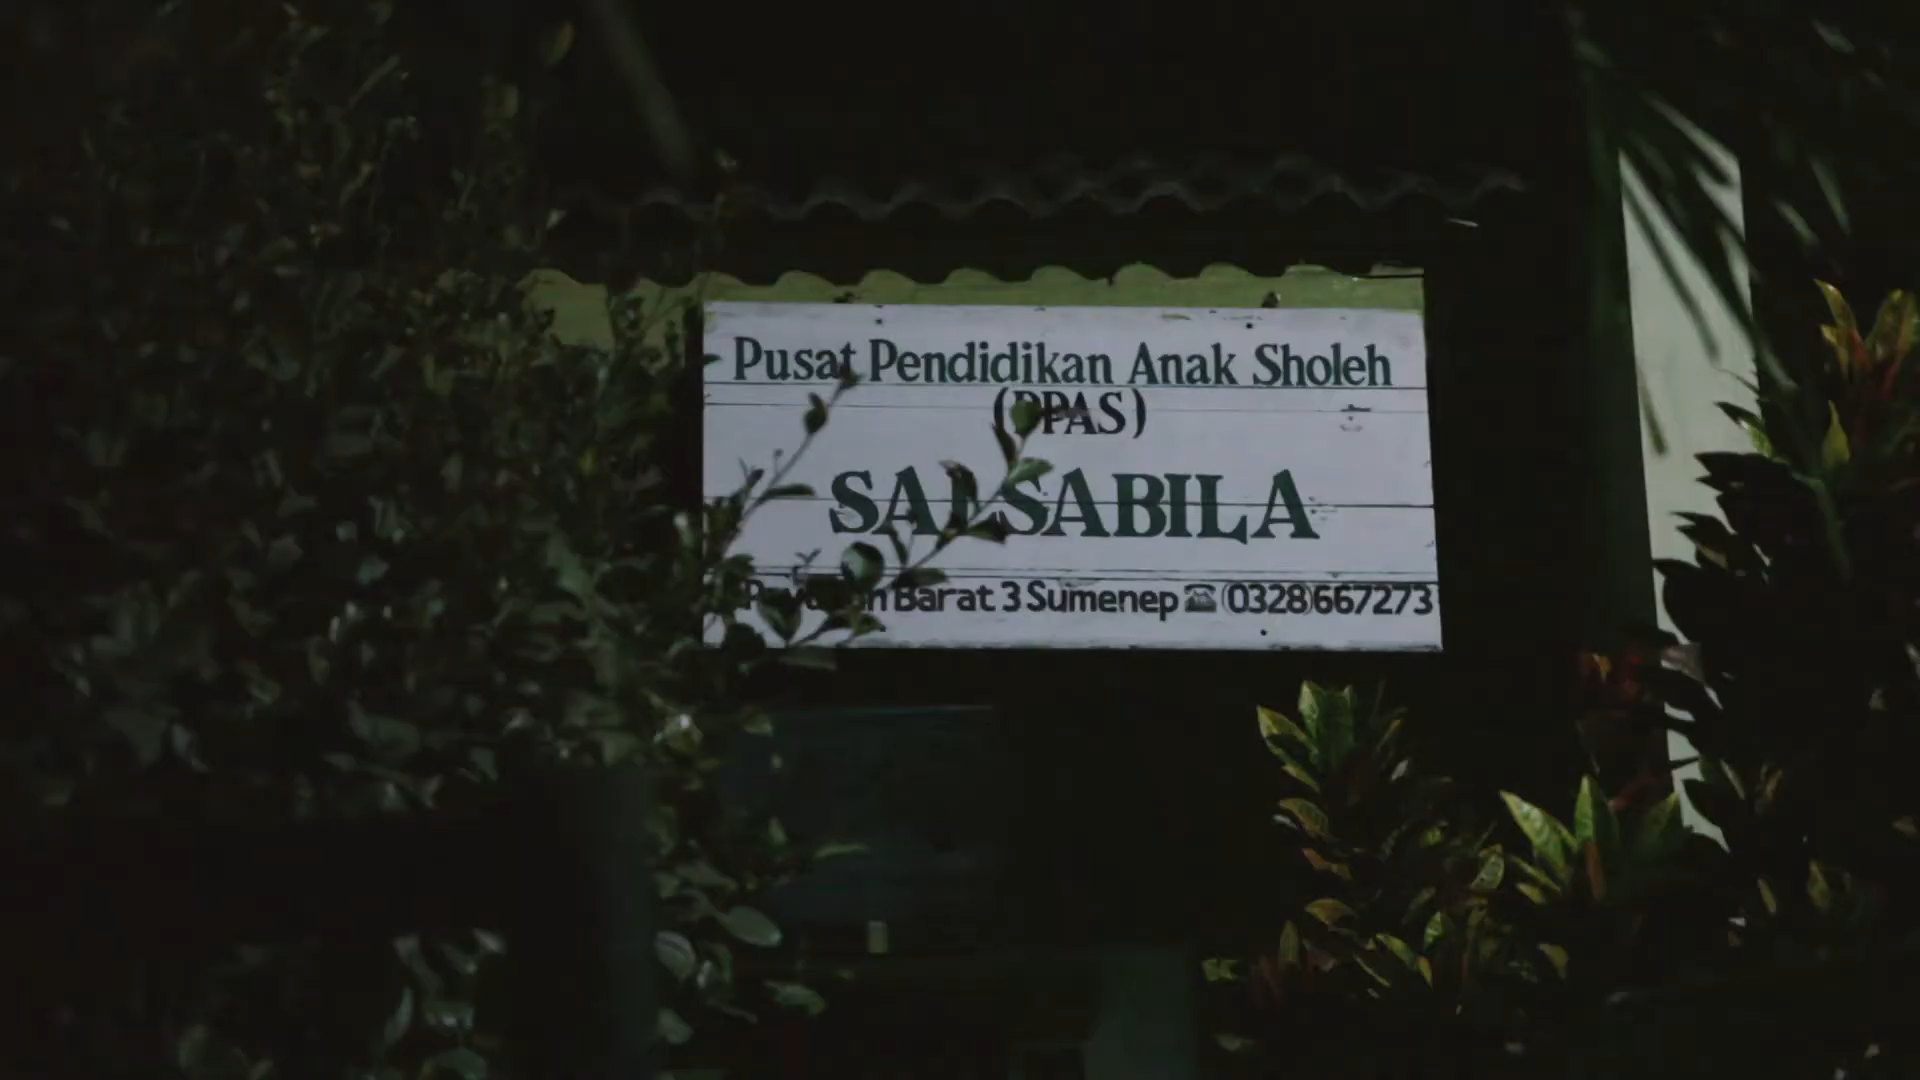 Pusat Pendidikan Anak Sholeh
(PPAS)
SALSABILA
Barat 3 Sumenep ☎ (0328)667273